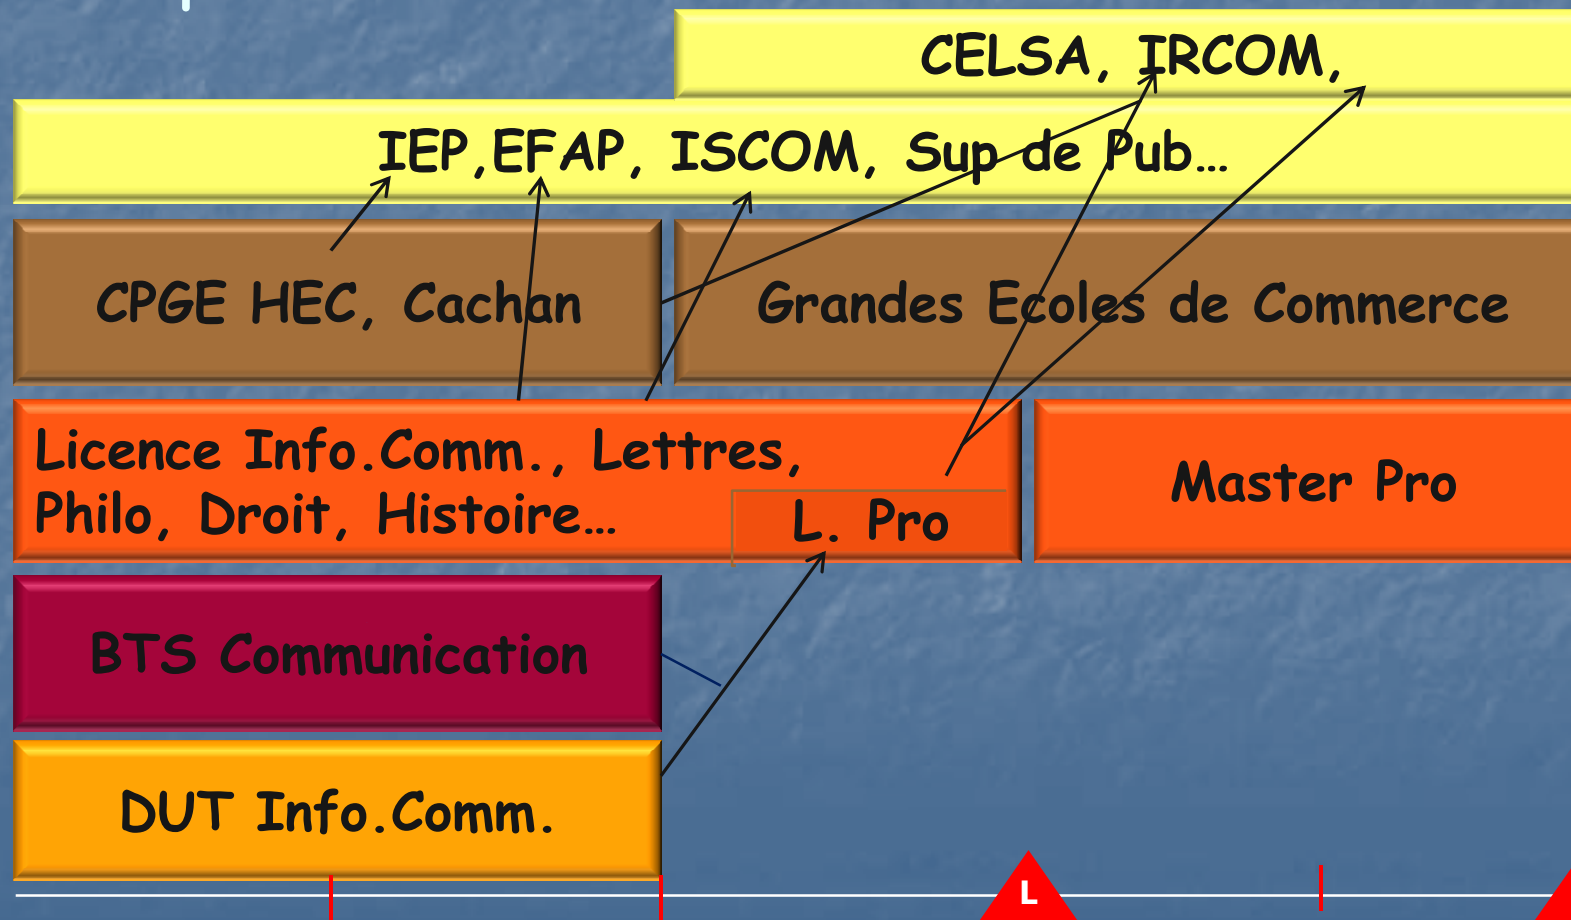 CELSA, IRCOM,
IEP,EFAP, ISCOM, Sup de Pub…
CPGE HEC, Cachan
Grandes Ecoles de Commerce
Licence Info.Comm., Lettres,
Philo, Droit, Histoire…
L. Pro
Master Pro
BTS Communication
DUT Info.Comm.
L